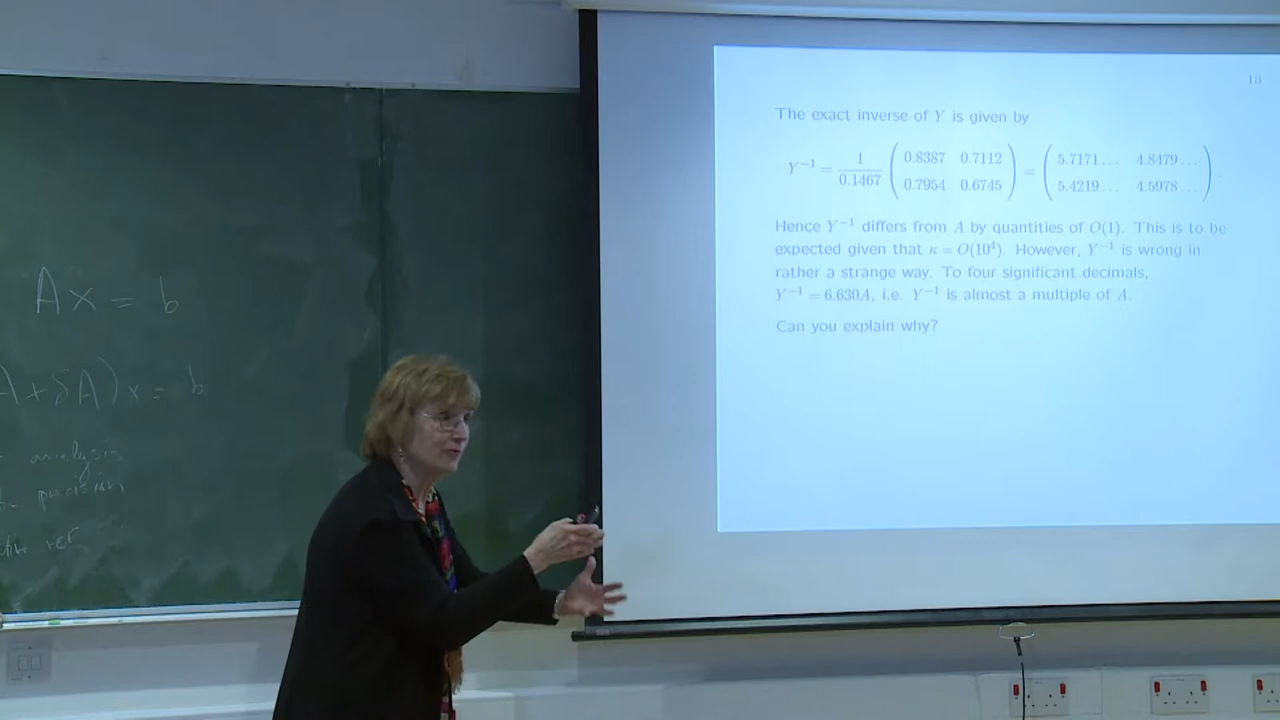 Ax = b
A + δA) x = b
analysis
precision
ref
18
The exact inverse of Y is given by
Y⁻¹ = 1/0.1467 ( 0.8387 0.7112 ; 0.7954 0.6745 ) = ( 5.7171... 4.8479... ; 5.4219... 4.5978... ) .
Hence Y⁻¹ differs from A by quantities of O(1). This is to be
expected given that κ = O(10⁴). However, Y⁻¹ is wrong in
rather a strange way. To four significant decimals,
Y⁻¹ = 6.630A, i.e. Y⁻¹ is almost a multiple of A.
Can you explain why?